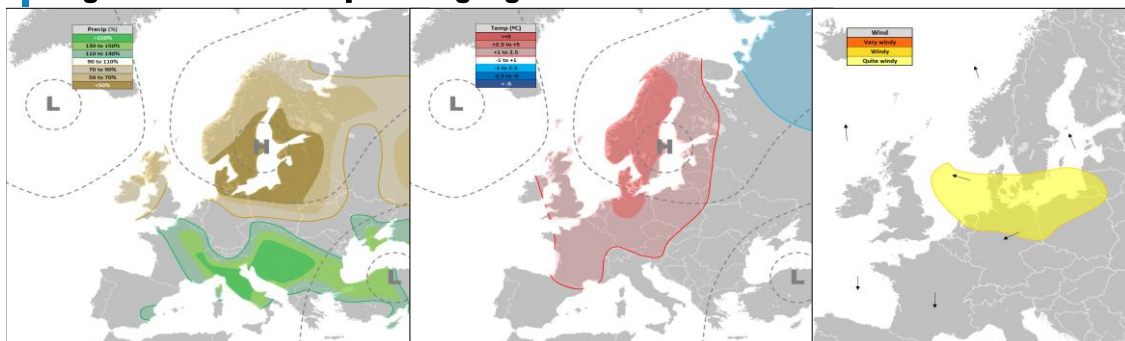 Precip (%)
>150%
130 to 150%
110 to 130%
90 to 110%
70 to 90%
50 to 70%
<50%
L
H
L
Temp (ºC)
>+5
+2.5 to +5
+1 to 2.5
-1 to +1
-1 to 2.5
-2.5 to -5
< -5
L
H
L
Wind
Very windy
Windy
Quite windy